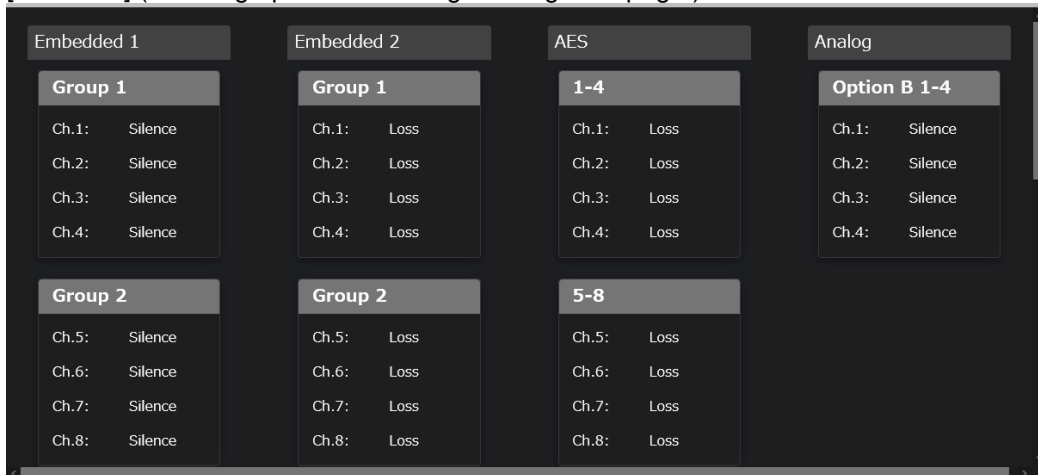 Embedded 1
Group 1
Ch.1: Silence
Ch.2: Silence
Ch.3: Silence
Ch.4: Silence
Group 2
Ch.5: Silence
Ch.6: Silence
Ch.7: Silence
Ch.8: Silence
Embedded 2
Group 1
Ch.1: Loss
Ch.2: Loss
Ch.3: Loss
Ch.4: Loss
Group 2
Ch.5: Loss
Ch.6: Loss
Ch.7: Loss
Ch.8: Loss
AES
1-4
Ch.1: Loss
Ch.2: Loss
Ch.3: Loss
Ch.4: Loss
5-8
Ch.5: Loss
Ch.6: Loss
Ch.7: Loss
Ch.8: Loss
Analog
Option B 1-4
Ch.1: Silence
Ch.2: Silence
Ch.3: Silence
Ch.4: Silence